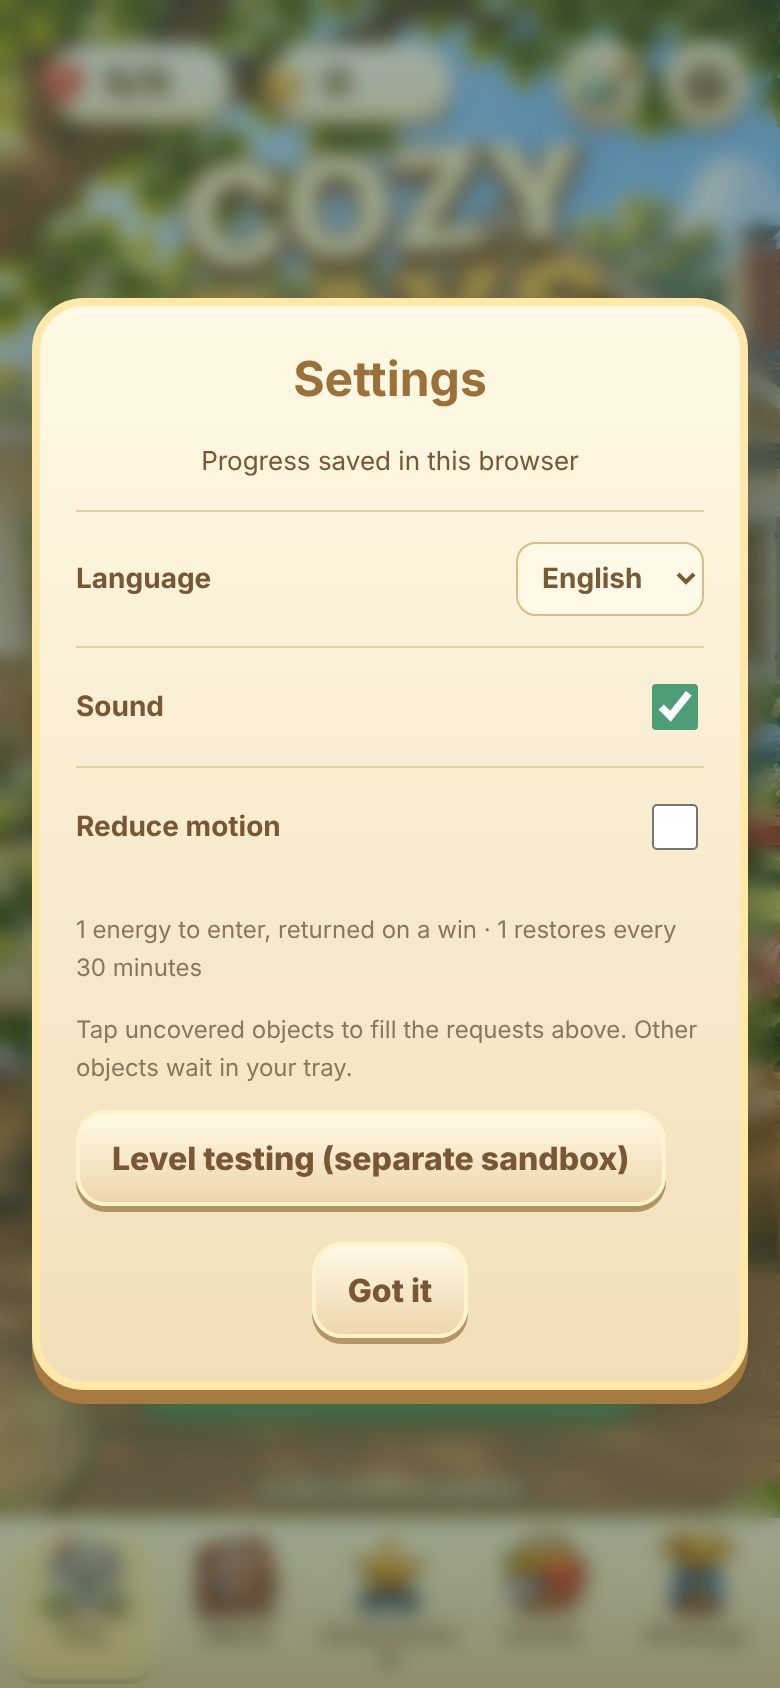 COZY
Settings
Progress saved in this browser
Language
English
Sound
Reduce motion
1 energy to enter, returned on a win · 1 restores every
30 minutes
Tap uncovered objects to fill the requests above. Other
objects wait in your tray.
Level testing (separate sandbox)
Got it